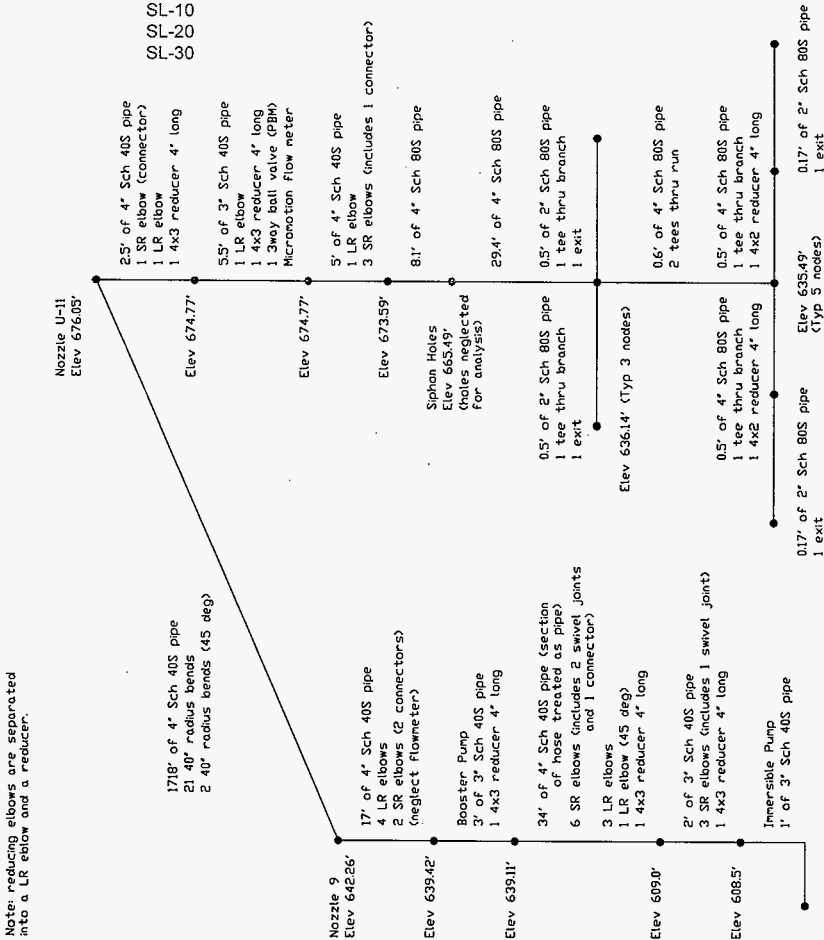 Note: reducing elbows are separated
into a LR eblow and a reducer.
SL-10
SL-20
SL-30
Nozzle U-11
Elev 676.05'
2.5' of 4" Sch 40S pipe
1 SR elbow (connector)
1 LR elbow
1 4x3 reducer 4" long
Elev 674.77'
5.5' of 3" Sch 40S pipe
1 LR elbow
1 4x3 reducer 4" long
1 3way ball valve (PBM)
Micromotion flow meter
Elev 674.77'
5' of 4" Sch 40S pipe
1 LR elbow
3 SR elbows (includes 1 connector)
Elev 673.59'
8.1' of 4" Sch 80S pipe
Siphon Holes
Elev 665.49'
(holes neglected
for analysis)
29.4' of 4" Sch 80S pipe
0.5' of 2" Sch 80S pipe
1 tee thru branch
1 exit
0.5' of 2" Sch 80S pipe
1 tee thru branch
1 exit
Elev 636.14' (Typ 3 nodes)
0.6' of 4" Sch 80S pipe
2 tees thru run
0.5' of 4" Sch 80S pipe
1 tee thru branch
1 4x2 reducer 4" long
0.5' of 4" Sch 80S pipe
1 tee thru branch
1 4x2 reducer 4" long
0.17' of 2" Sch 80S pipe
1 exit
Elev 635.49'
(Typ 5 nodes)
0.17' of 2" Sch 80S pipe
1 exit
1718' of 4" Sch 40S pipe
21 40" radius bends
2 40" radius bends (45 deg)
Nozzle 9
Elev 642.26'
17' of 4" Sch 40S pipe
4 LR elbows
2 SR elbows (2 connectors)
(neglect flowmeter)
Elev 639.42'
Booster Pump
3' of 3" Sch 40S pipe
1 4x3 reducer 4" long
Elev 639.11'
34' of 4" Sch 40S pipe (section
of hose treated as pipe)
6 SR elbows (includes 2 swivel joints
and 1 connector)
3 LR elbows
1 LR elbow (45 deg)
1 4x3 reducer 4" long
Elev 609.0'
2' of 3" Sch 40S pipe
3 SR elbows (includes 1 swivel joint)
1 4x3 reducer 4" long
Elev 608.5'
Immersible Pump
1' of 3" Sch 40S pipe